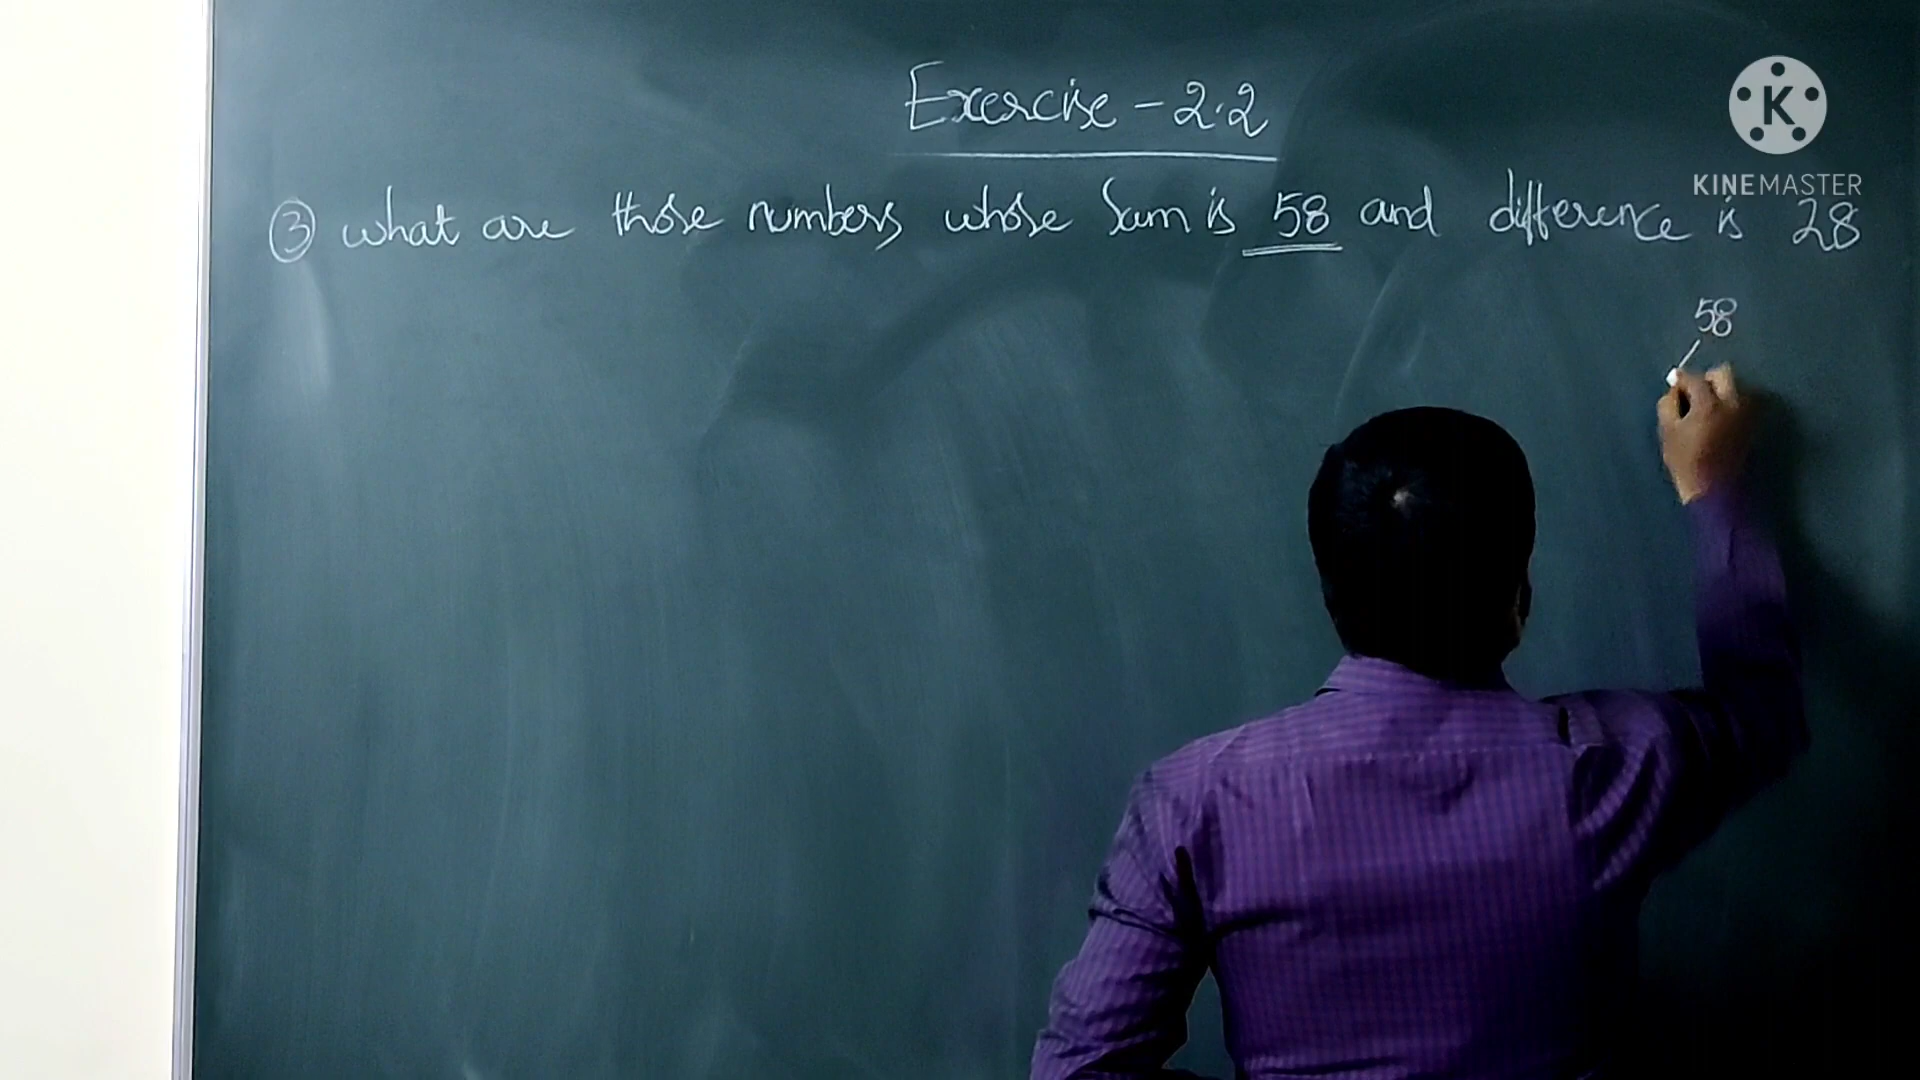 Exercise - 2.2
K
KINEMASTER
③ what are those numbers whose sum is 58 and difference is 28
58